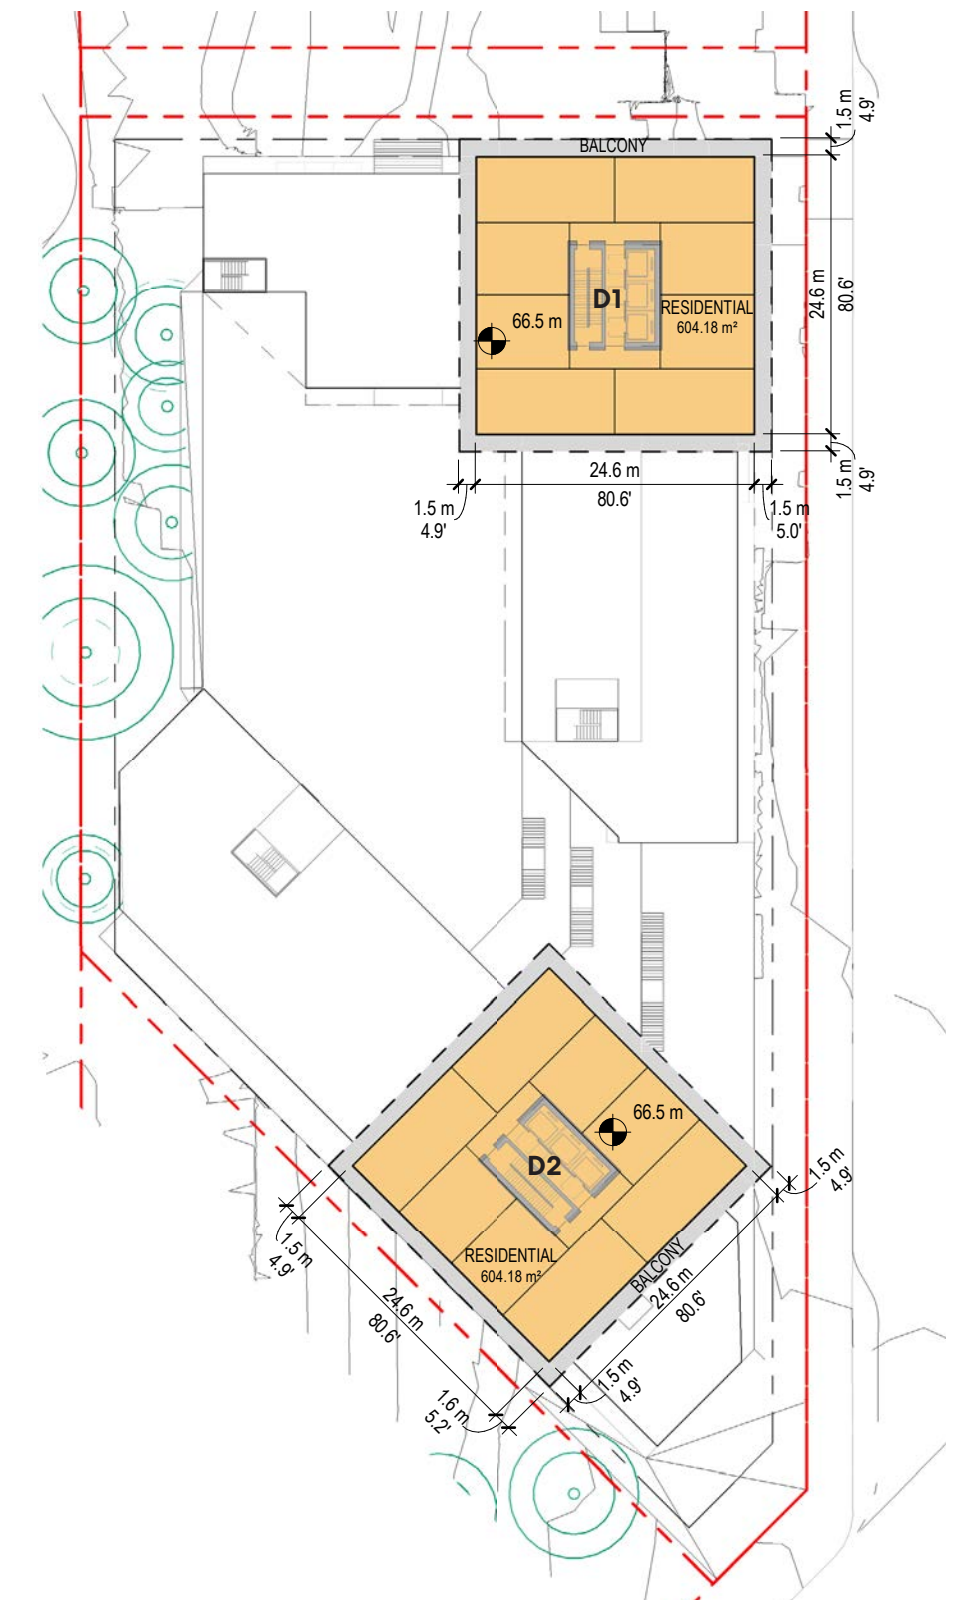 1.5 m
4.9'
BALCONY
D1
66.5 m
RESIDENTIAL
604.18 m²
24.6 m
80.6'
24.6 m
80.6'
1.5 m
4.9'
1.5 m
4.9'
1.5 m
5.0'
66.5 m
D2
RESIDENTIAL
604.18 m²
BALCONY
1.5 m
4.9'
1.5 m
4.9'
24.6 m
80.6'
24.6 m
80.6'
1.5 m
4.9'
1.6 m
5.2'